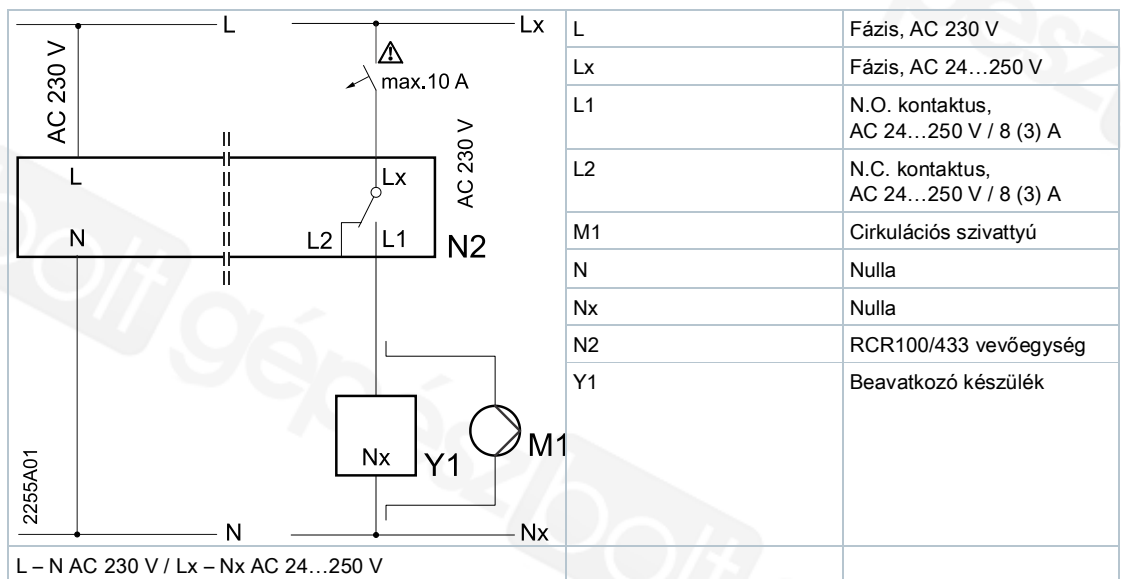 L
Lx
AC 230 V
max.10 A
AC 230 V
L
Lx
N
L2
L1
N2
Nx
Y1
M1
2255A01
N
Nx
L – N AC 230 V / Lx – Nx AC 24…250 V
L Fázis, AC 230 V
Lx Fázis, AC 24…250 V
L1 N.O. kontaktus,
AC 24…250 V / 8 (3) A
L2 N.C. kontaktus,
AC 24…250 V / 8 (3) A
M1 Cirkulációs szivattyú
N Nulla
Nx Nulla
N2 RCR100/433 vevőegység
Y1 Beavatkozó készülék
gépészbolt